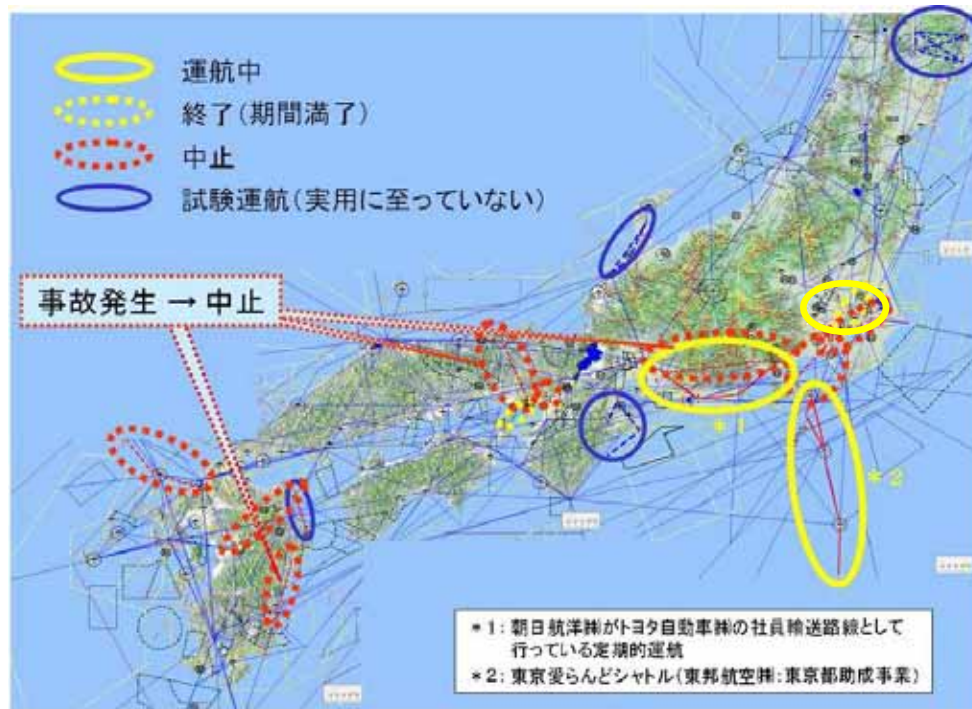 運航中
終了(期間満了)
中止
試験運航(実用に至っていない)
事故発生 → 中止
*1
*2
*1: 朝日航洋㈱がトヨタ自動車㈱の社員輸送路線として
行っている定期的運航
*2: 東京愛らんどシャトル(東邦航空㈱:東京都助成事業)